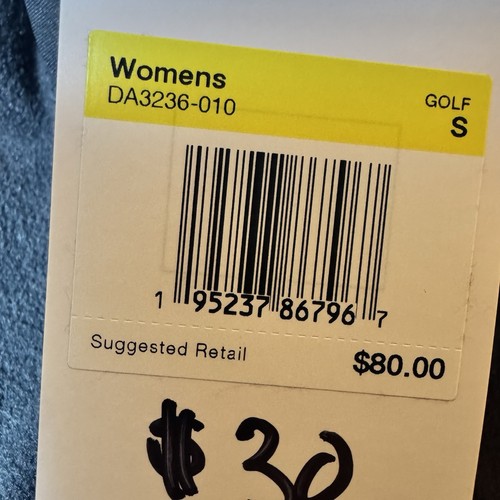 Womens
DA3236-010
GOLF
S
1 95237 86796 7
Suggested Retail $80.00
$30